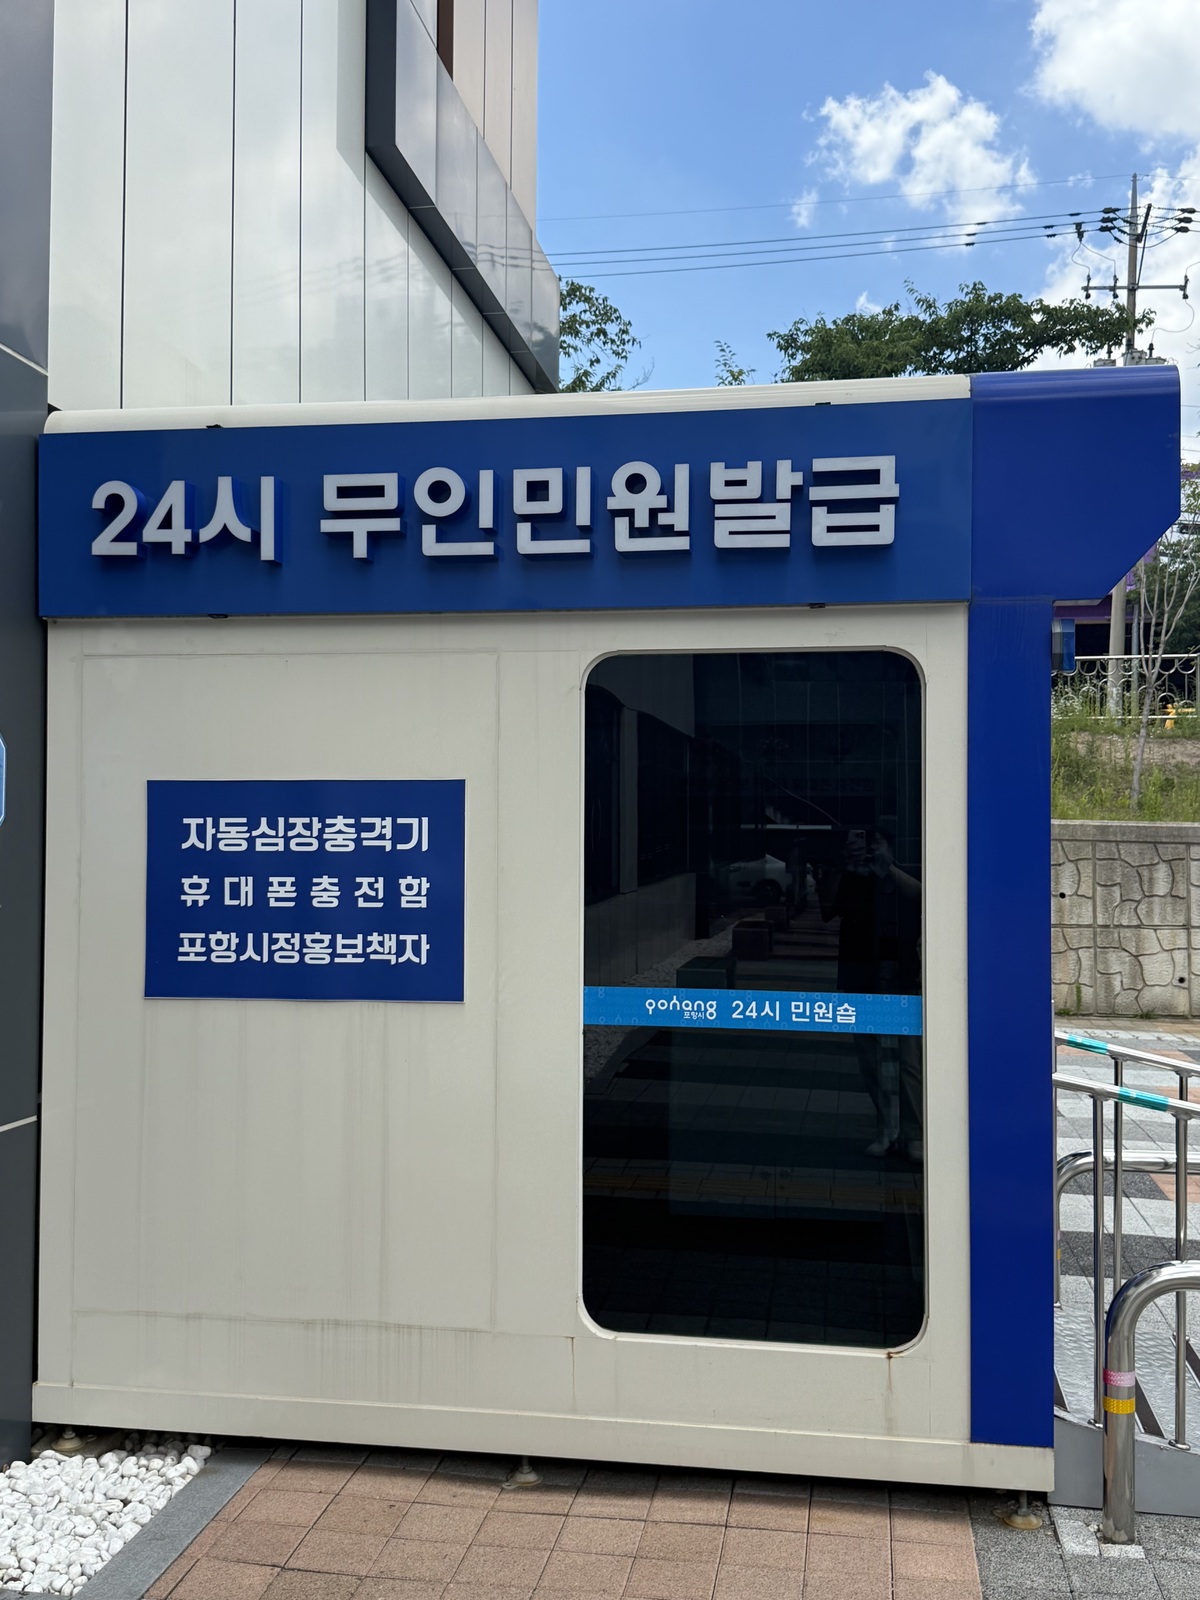 24시 무인민원발급
자동심장충격기
휴대폰충전함
포항시정홍보책자
pohang 포항시 24시 민원숍